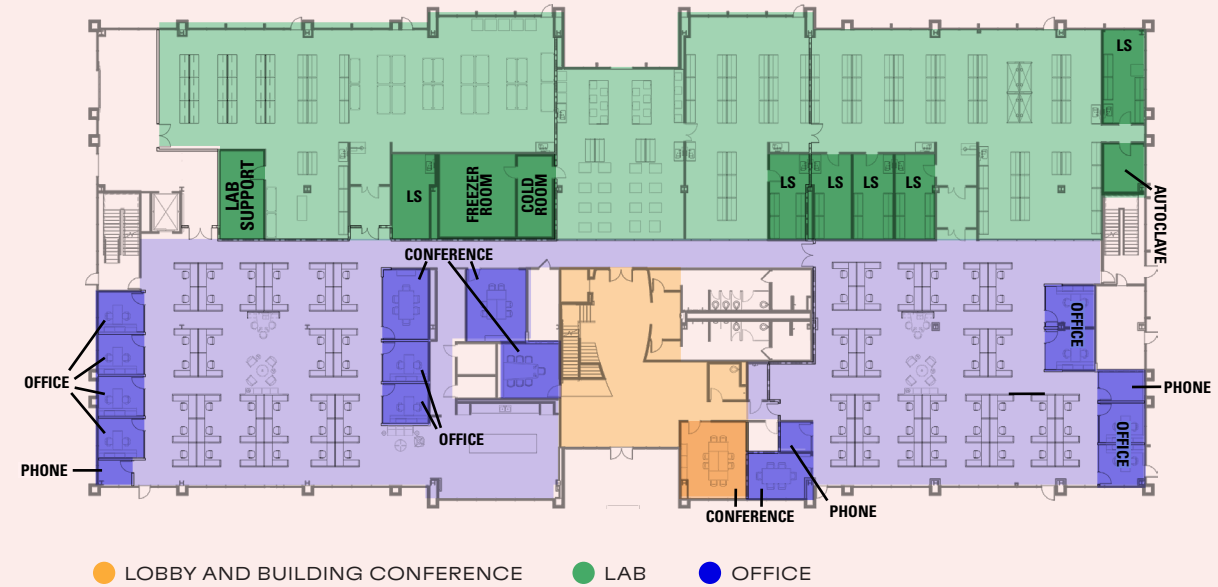 LS
LAB
SUPPORT
LS
FREEZER
ROOM
COLD
ROOM
LS
LS
LS
LS
AUTOCLAVE
CONFERENCE
OFFICE
OFFICE
PHONE
OFFICE
OFFICE
PHONE
OFFICE
CONFERENCE
PHONE
LOBBY AND BUILDING CONFERENCE
LAB
OFFICE